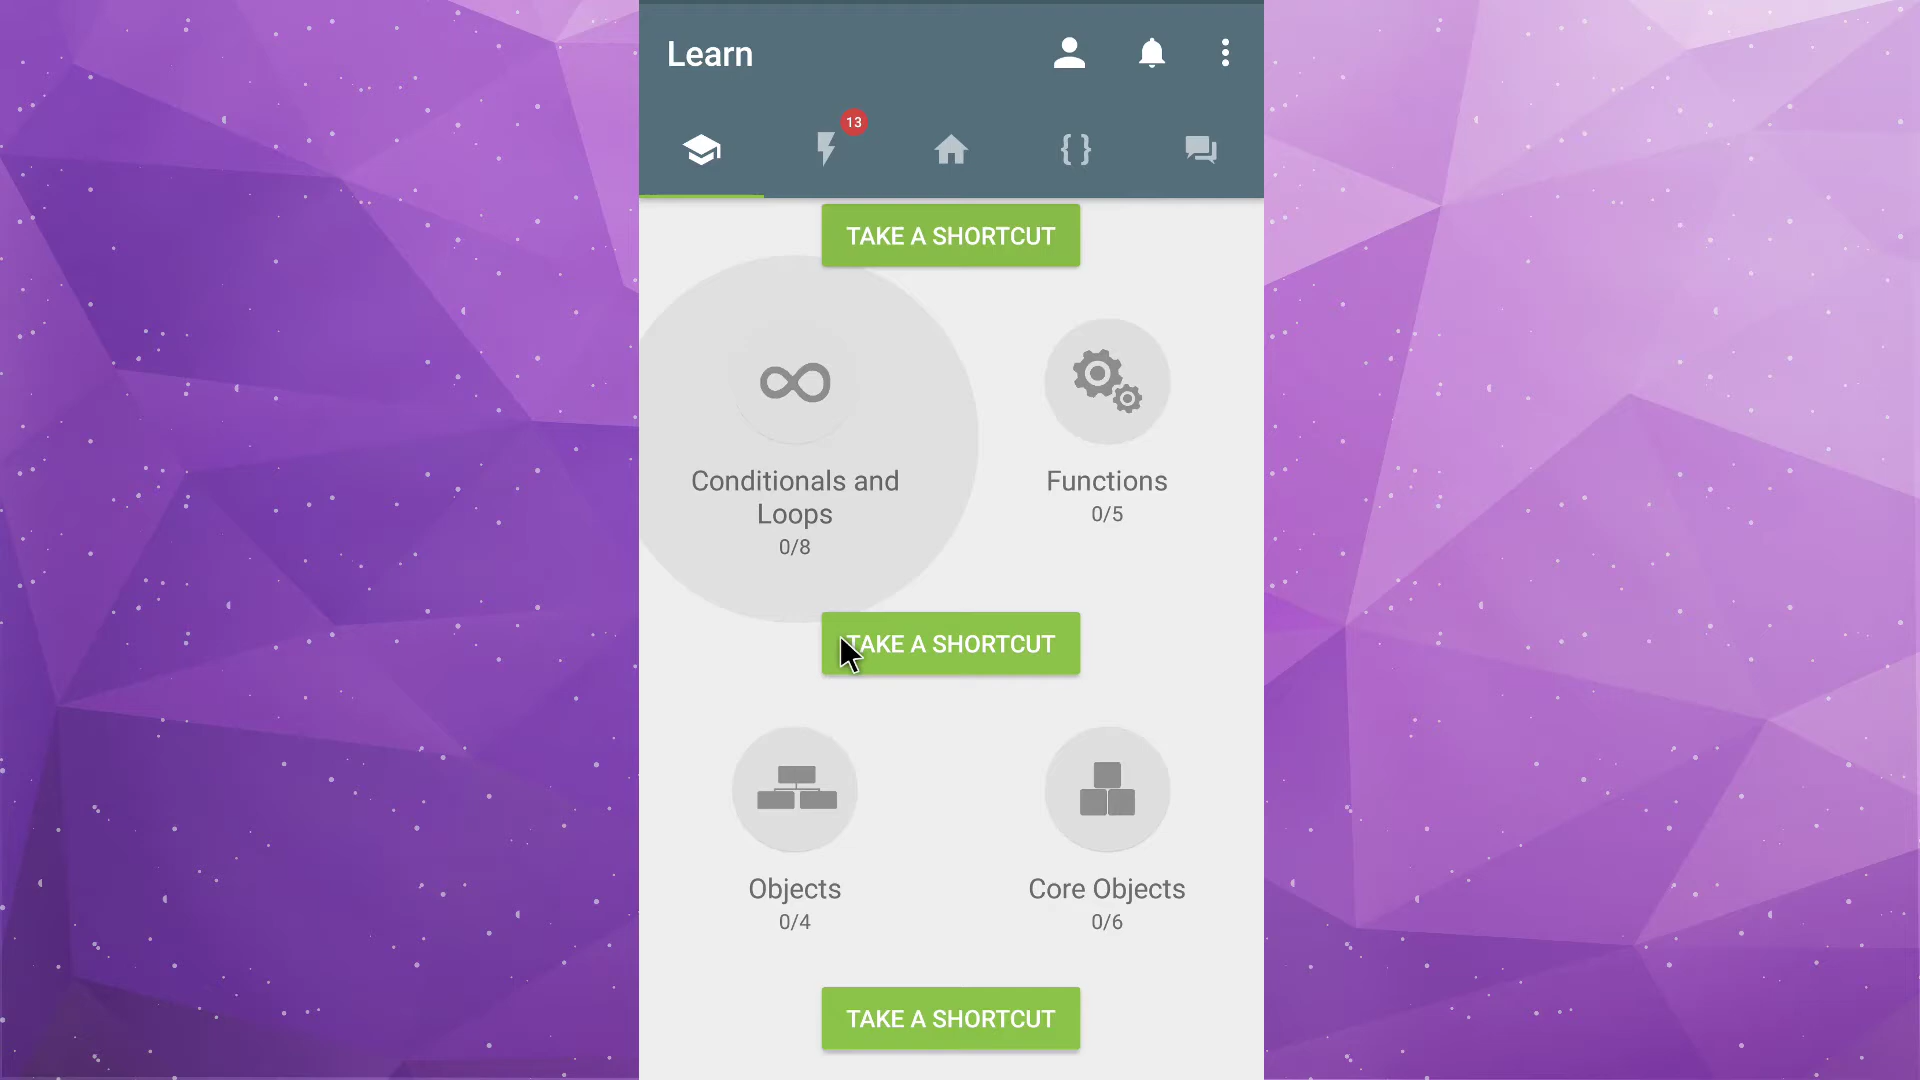 Learn
13
TAKE A SHORTCUT
Conditionals and
Loops
0/8
Functions
0/5
TAKE A SHORTCUT
Objects
0/4
Core Objects
0/6
TAKE A SHORTCUT